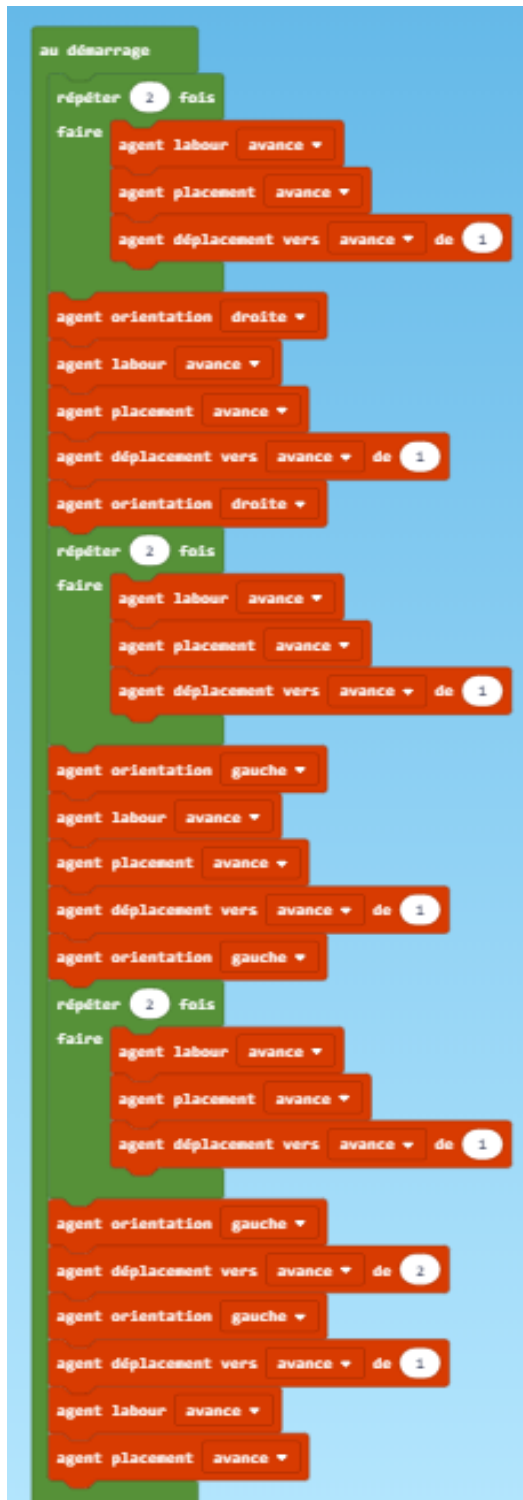 au démarrage
répéter 2 fois
faire
agent labour avance
agent placement avance
agent déplacement vers avance de 1
agent orientation droite
agent labour avance
agent placement avance
agent déplacement vers avance de 1
agent orientation droite
répéter 2 fois
faire
agent labour avance
agent placement avance
agent déplacement vers avance de 1
agent orientation gauche
agent labour avance
agent placement avance
agent déplacement vers avance de 1
agent orientation gauche
répéter 2 fois
faire
agent labour avance
agent placement avance
agent déplacement vers avance de 1
agent orientation gauche
agent déplacement vers avance de 2
agent orientation gauche
agent déplacement vers avance de 1
agent labour avance
agent placement avance